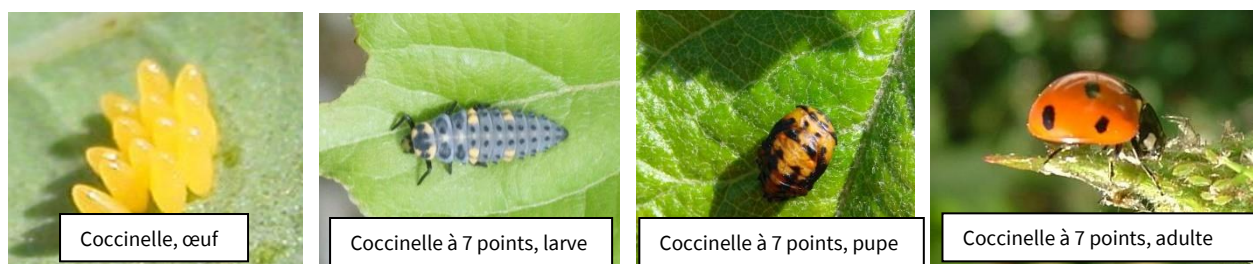 Coccinelle, œuf
Coccinelle à 7 points, larve
Coccinelle à 7 points, pupe
Coccinelle à 7 points, adulte